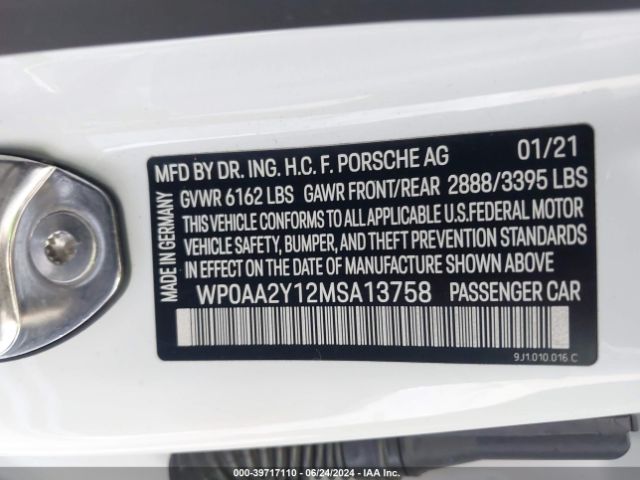 MADE IN GERMANY
MFD BY DR. ING. H.C. F. PORSCHE AG 01/21
GVWR 6162 LBS GAWR FRONT/REAR 2888/3395 LBS
THIS VEHICLE CONFORMS TO ALL APPLICABLE U.S.FEDERAL MOTOR
VEHICLE SAFETY, BUMPER, AND THEFT PREVENTION STANDARDS
IN EFFECT ON THE DATE OF MANUFACTURE SHOWN ABOVE
WP0AA2Y12MSA13758 PASSENGER CAR
9J1.010.016 C
000-39717110 - 06/24/2024 - IAA Inc.